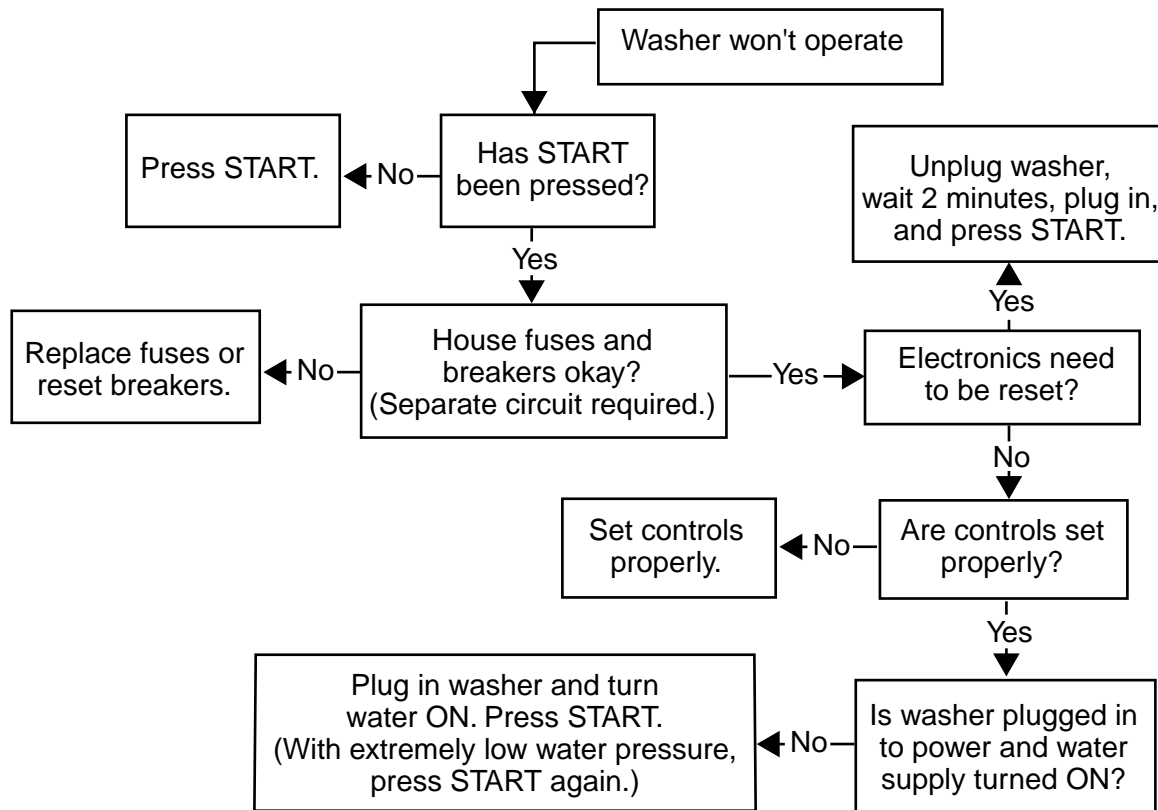 Washer won't operate
Has START
been pressed?
No
Press START.
Yes
House fuses and
breakers okay?
(Separate circuit required.)
No
Replace fuses or
reset breakers.
Yes
Electronics need
to be reset?
Yes
Unplug washer,
wait 2 minutes, plug in,
and press START.
No
Are controls set
properly?
No
Set controls
properly.
Yes
Is washer plugged in
to power and water
supply turned ON?
No
Plug in washer and turn
water ON. Press START.
(With extremely low water pressure,
press START again.)